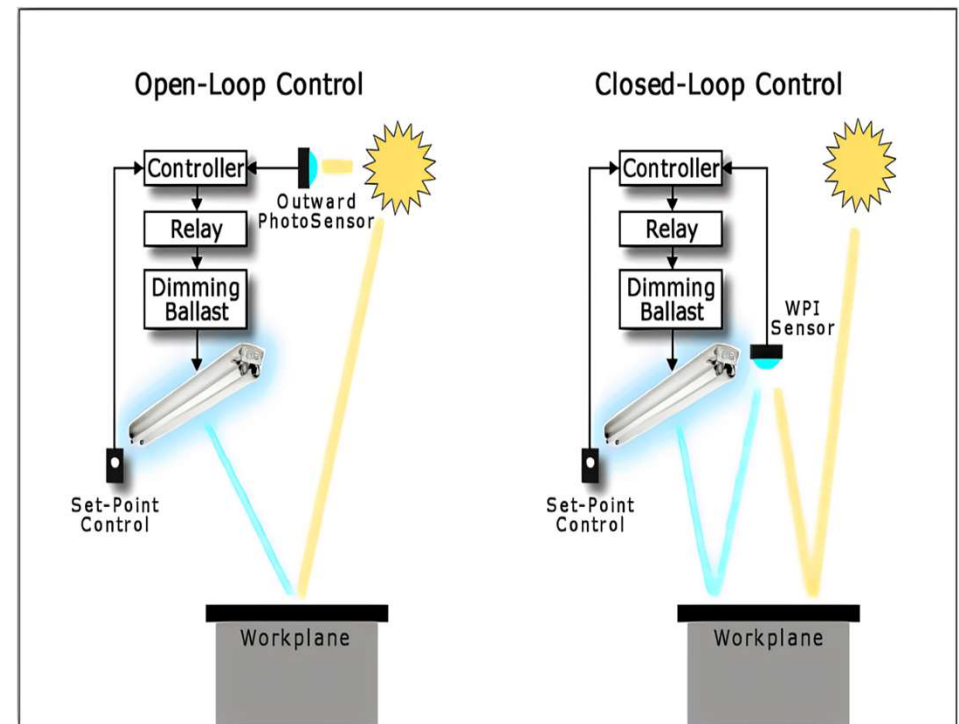 Open-Loop Control
Controller
Outward
PhotoSensor
Relay
Dimming
Ballast
Set-Point
Control
Workplane
Closed-Loop Control
Controller
Relay
Dimming
Ballast
WPI
Sensor
Set-Point
Control
Workplane